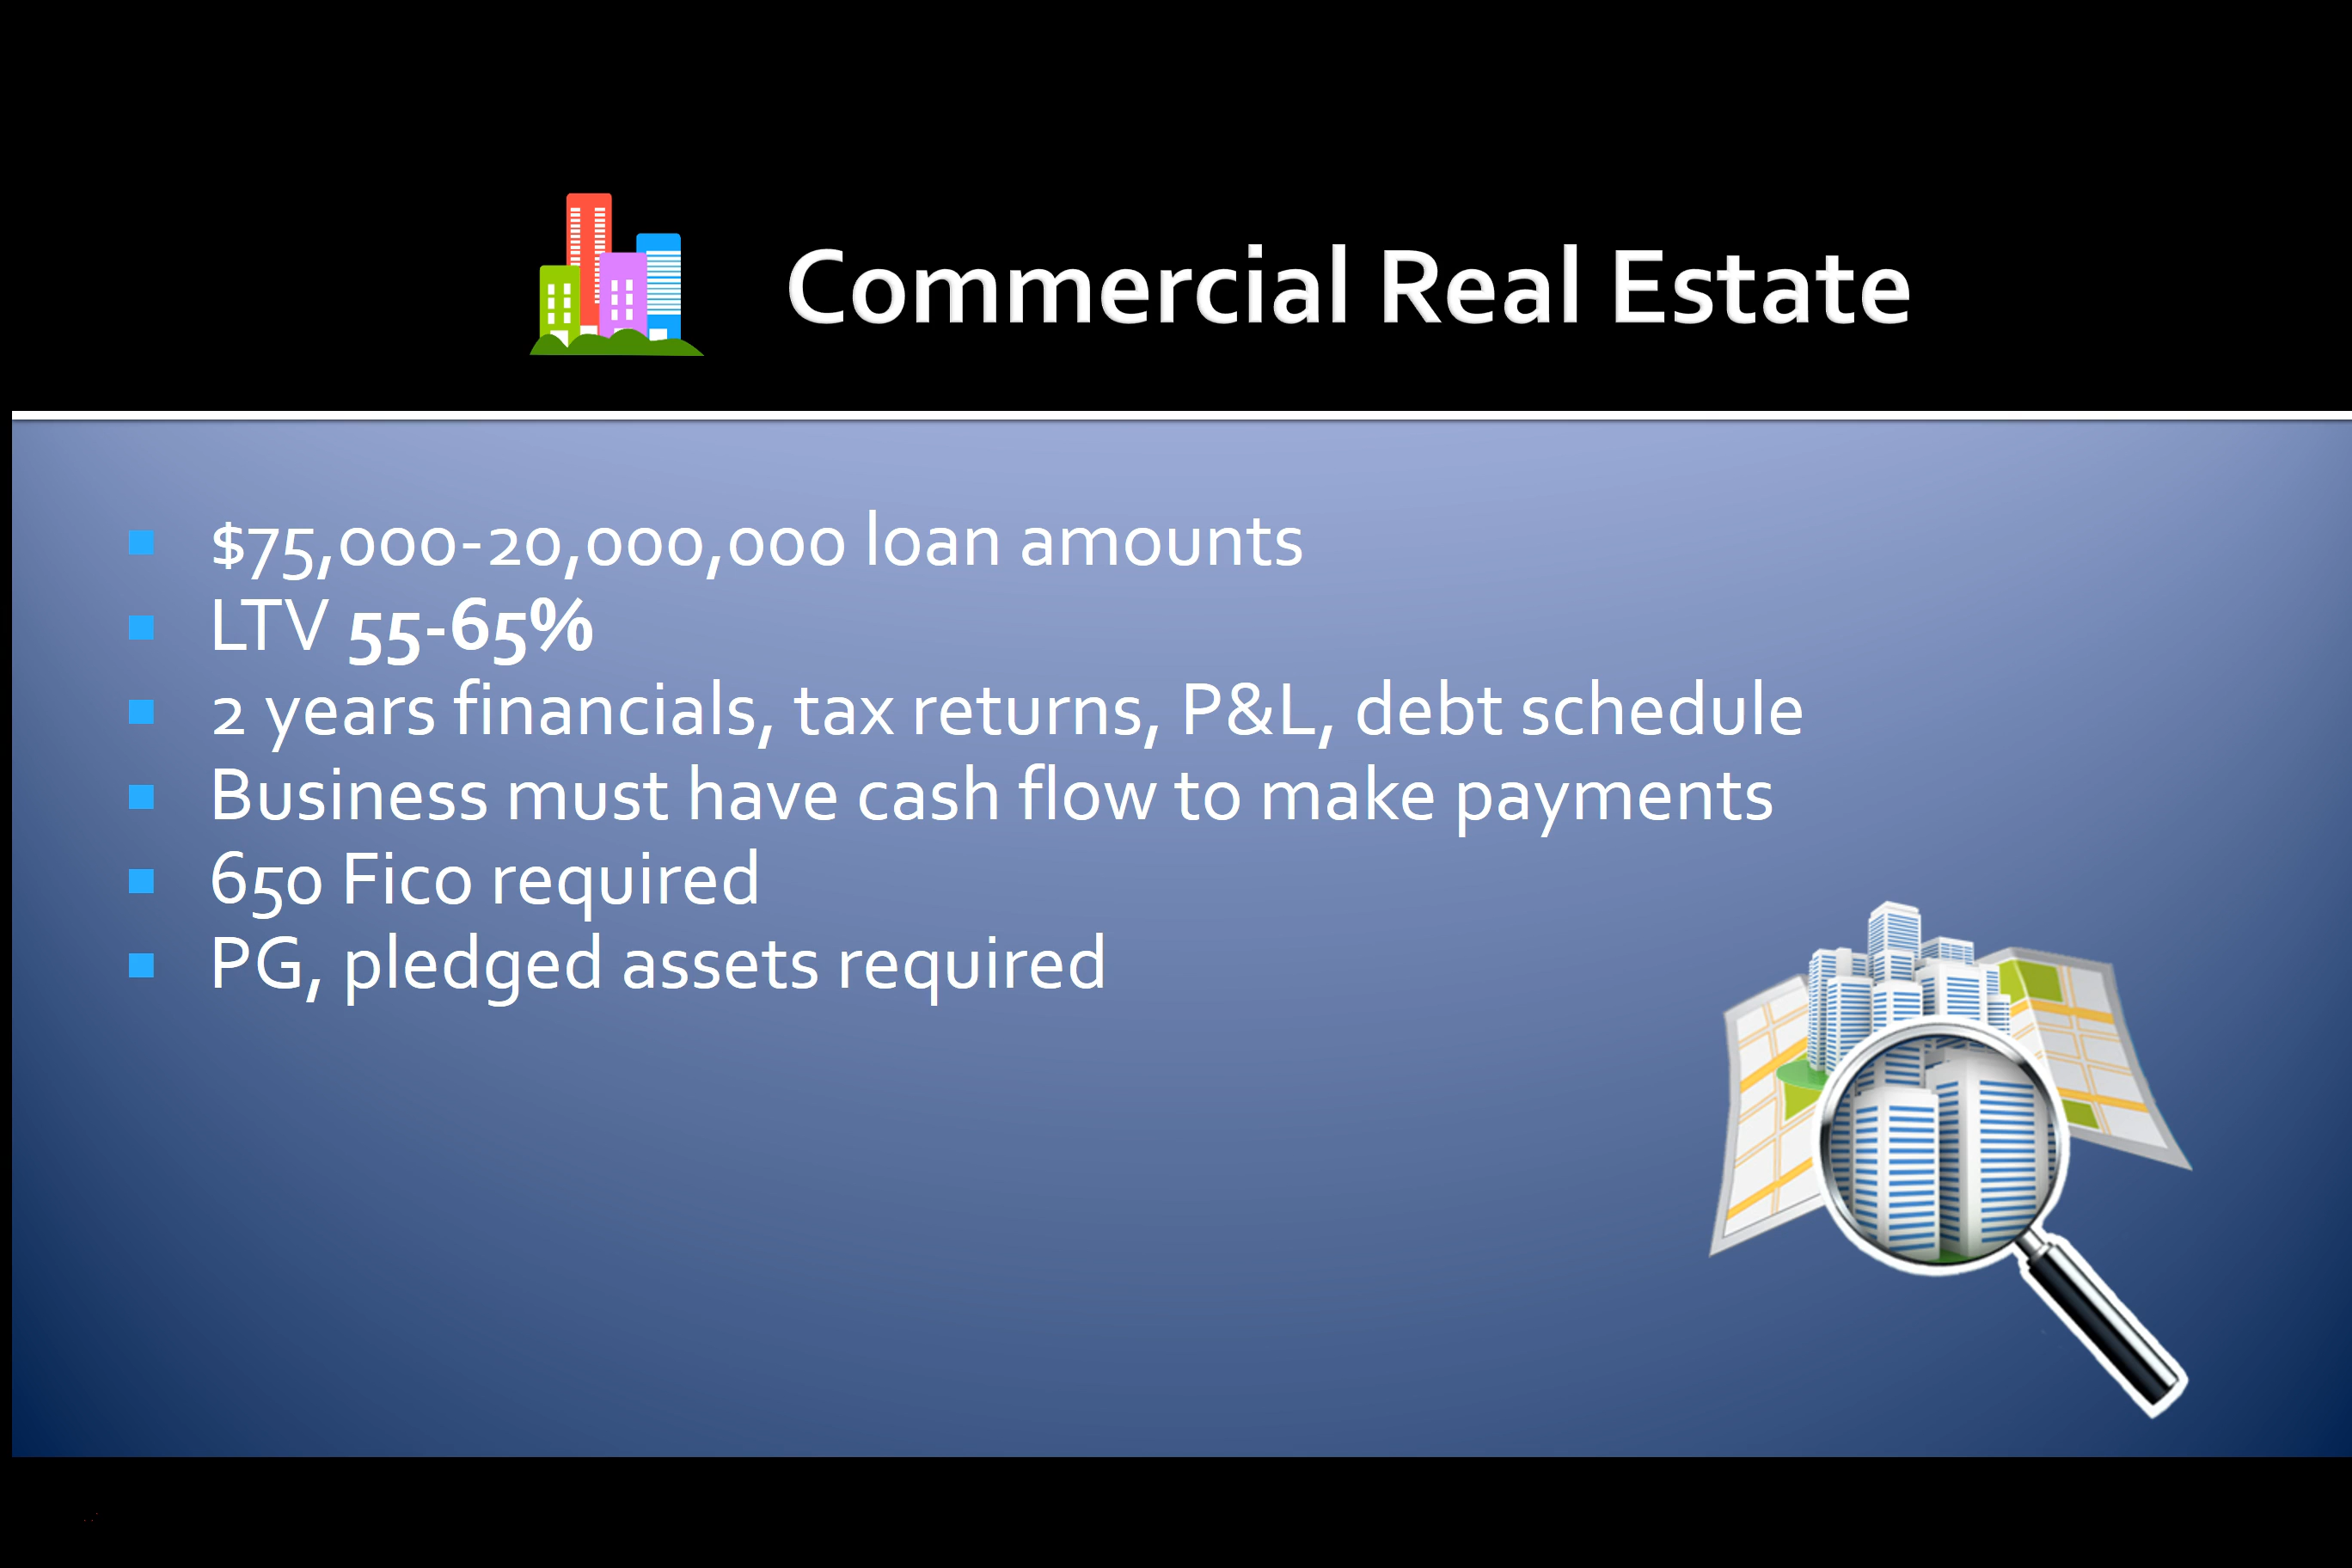 Commercial Real Estate
$75,000-20,000,000 loan amounts
LTV 55-65%
2 years financials, tax returns, P&L, debt schedule
Business must have cash flow to make payments
650 Fico required
PG, pledged assets required